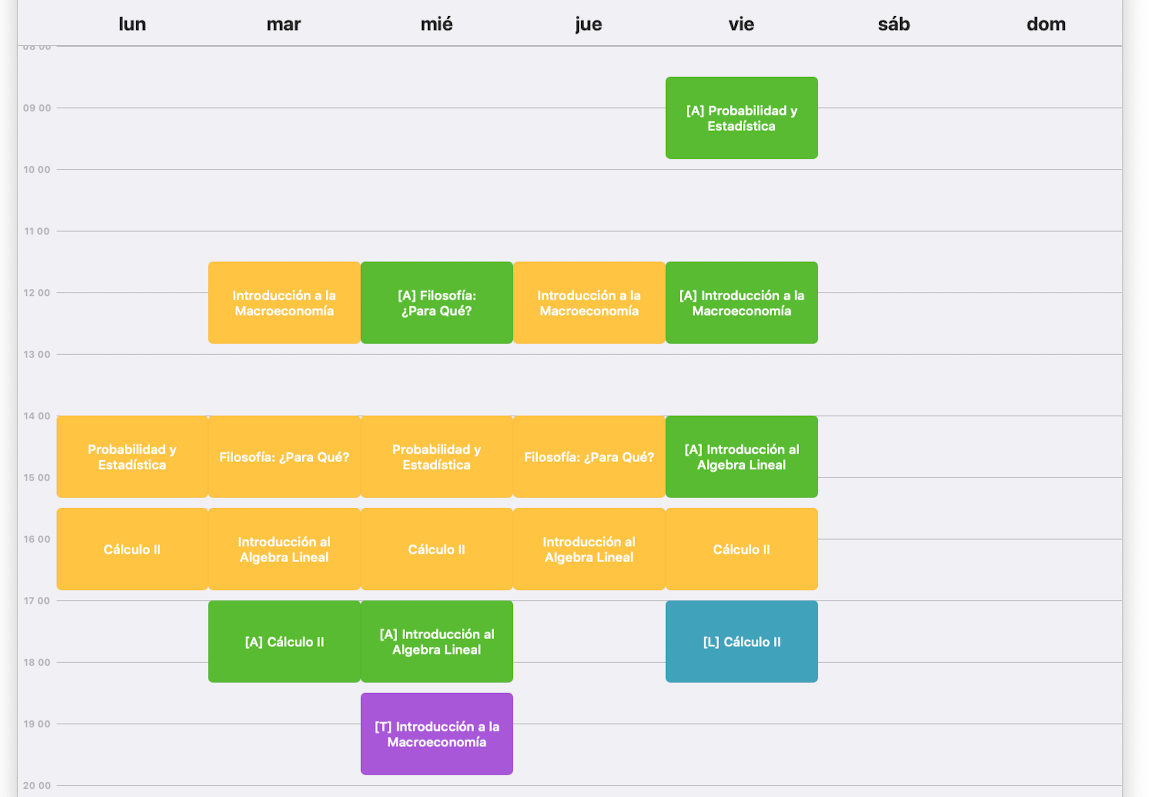 lun
mar
mié
jue
vie
sáb
dom
08 00
09 00
[A] Probabilidad y
Estadística
10 00
11 00
12 00
Introducción a la
Macroeconomía
[A] Filosofía:
¿Para Qué?
Introducción a la
Macroeconomía
[A] Introducción a la
Macroeconomía
13 00
14 00
Probabilidad y
Estadística
Filosofía: ¿Para Qué?
Probabilidad y
Estadística
Filosofía: ¿Para Qué?
[A] Introducción al
Algebra Lineal
15 00
16 00
Cálculo II
Introducción al
Algebra Lineal
Cálculo II
Introducción al
Algebra Lineal
Cálculo II
17 00
[A] Cálculo II
[A] Introducción al
Algebra Lineal
[L] Cálculo II
18 00
19 00
[T] Introducción a la
Macroeconomía
20 00